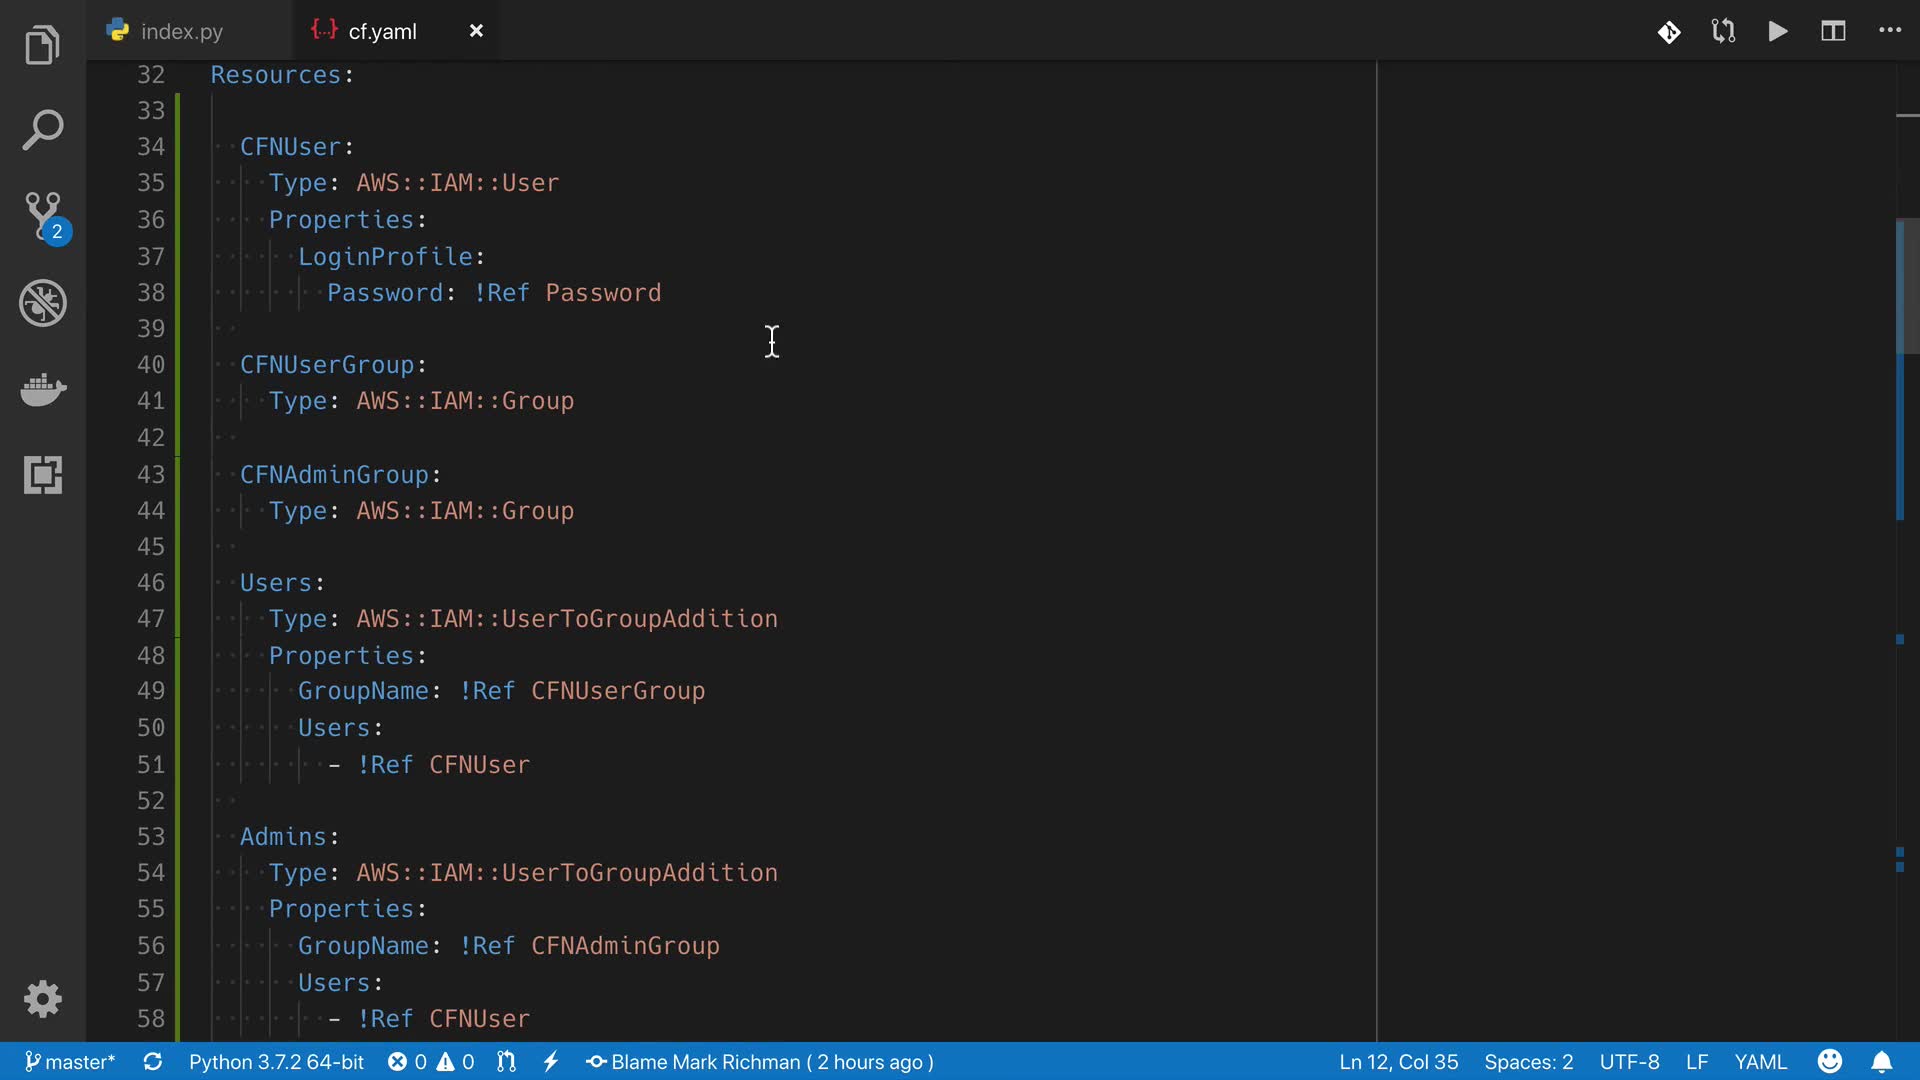 index.py
{..} cf.yaml ×
32 Resources:
33
34 CFNUser:
35 Type: AWS::IAM::User
36 Properties:
37 LoginProfile:
38 Password: !Ref Password
39
40 CFNUserGroup:
41 Type: AWS::IAM::Group
42
43 CFNAdminGroup:
44 Type: AWS::IAM::Group
45
46 Users:
47 Type: AWS::IAM::UserToGroupAddition
48 Properties:
49 GroupName: !Ref CFNUserGroup
50 Users:
51 - !Ref CFNUser
52
53 Admins:
54 Type: AWS::IAM::UserToGroupAddition
55 Properties:
56 GroupName: !Ref CFNAdminGroup
57 Users:
58 - !Ref CFNUser
2
master* Python 3.7.2 64-bit 0 0 Blame Mark Richman ( 2 hours ago ) Ln 12, Col 35 Spaces: 2 UTF-8 LF YAML